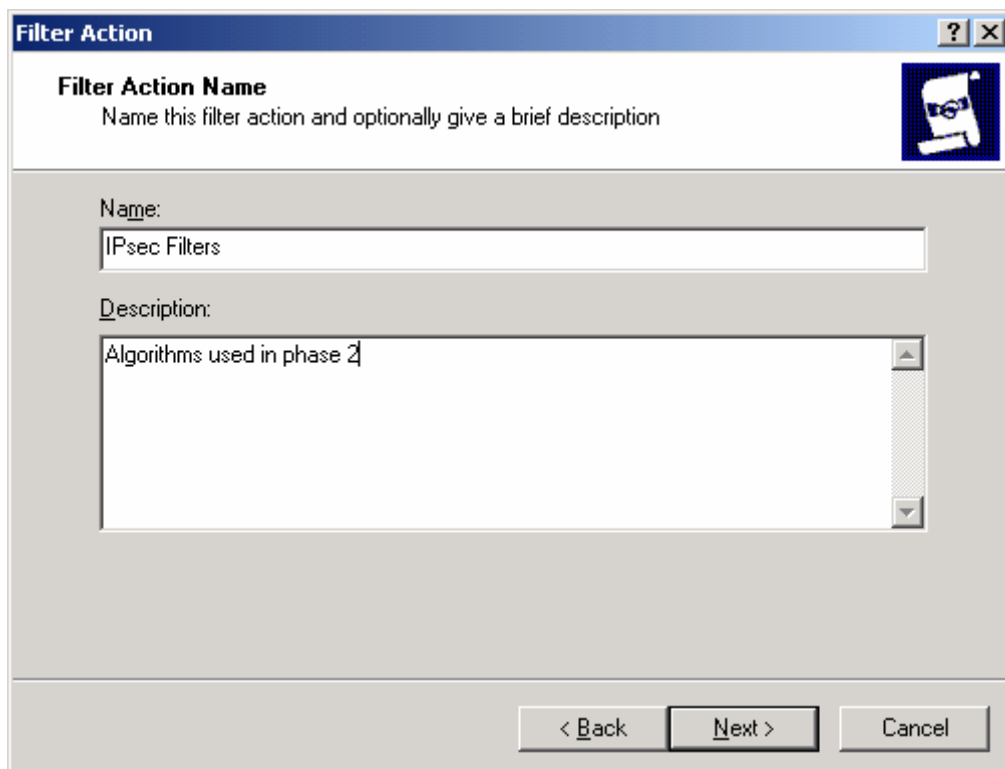 Filter Action
Filter Action Name
Name this filter action and optionally give a brief description
Name:
IPsec Filters
Description:
Algorithms used in phase 2
< Back
Next >
Cancel